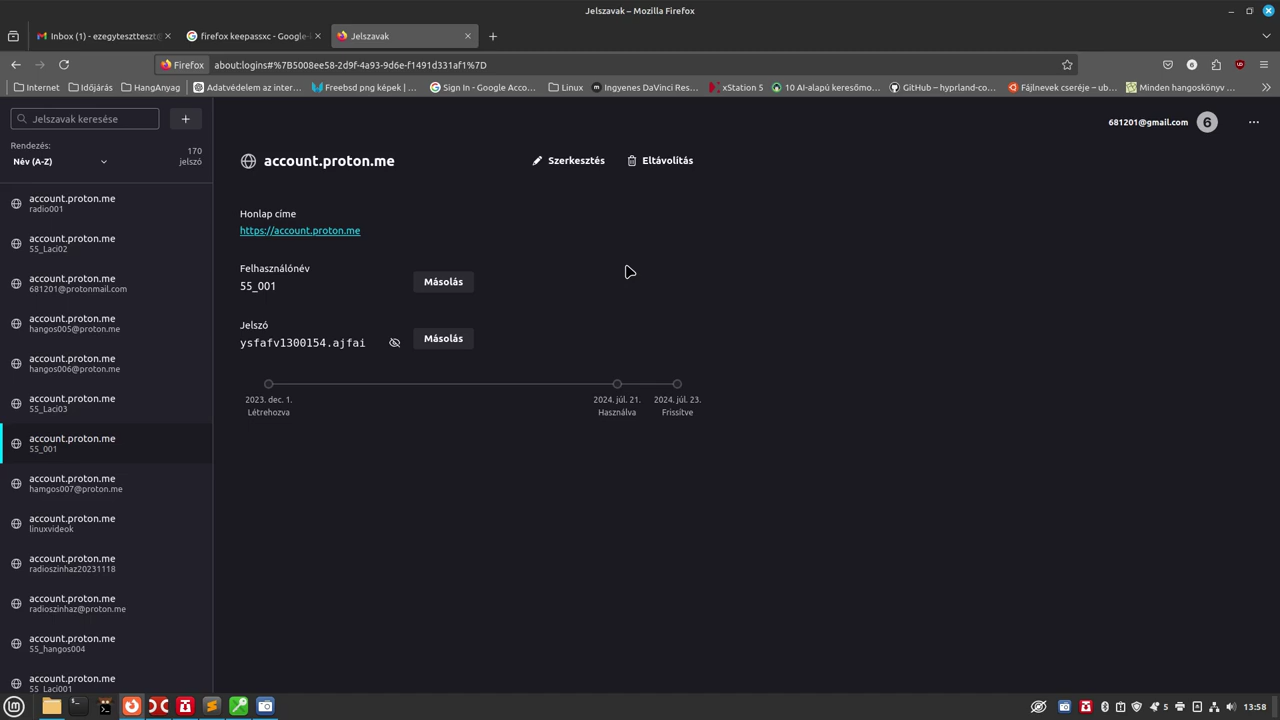 Jelszavak – Mozilla Firefox
Inbox (1) - ezegytesztteszt@
firefox keepassxc - Google-
Jelszavak
Firefox
about:logins#%7B5008ee58-2d9f-4a93-9d6e-f1491d331af1%7D
Internet
Időjárás
HangAnyag
Adatvédelem az inter...
Freebsd png képek | ...
Sign In - Google Acco...
Linux
Ingyenes DaVinci Res...
xStation 5
10 AI-alapú keresőmo...
GitHub – hyprland-co...
Fájlnevek cseréje – ub...
Minden hangoskönyv ...
Jelszavak keresése
Rendezés:
Név (A-Z)
170
jelszó
account.proton.me
radio001
account.proton.me
55_Laci02
account.proton.me
681201@protonmail.com
account.proton.me
hangos005@proton.me
account.proton.me
hangos006@proton.me
account.proton.me
55_Laci03
account.proton.me
55_001
account.proton.me
hamgos007@proton.me
account.proton.me
linuxvideok
account.proton.me
radioszinhaz20231118
account.proton.me
radioszinhaz@proton.me
account.proton.me
55_hangos004
account.proton.me
55_Laci001
681201@gmail.com
6
account.proton.me
Szerkesztés
Eltávolítás
Honlap címe
https://account.proton.me
Felhasználónév
55_001
Másolás
Jelszó
ysfafv1300154.ajfai
Másolás
2023. dec. 1.
Létrehozva
2024. júl. 21.
Használva
2024. júl. 23.
Frissítve
5
13:58